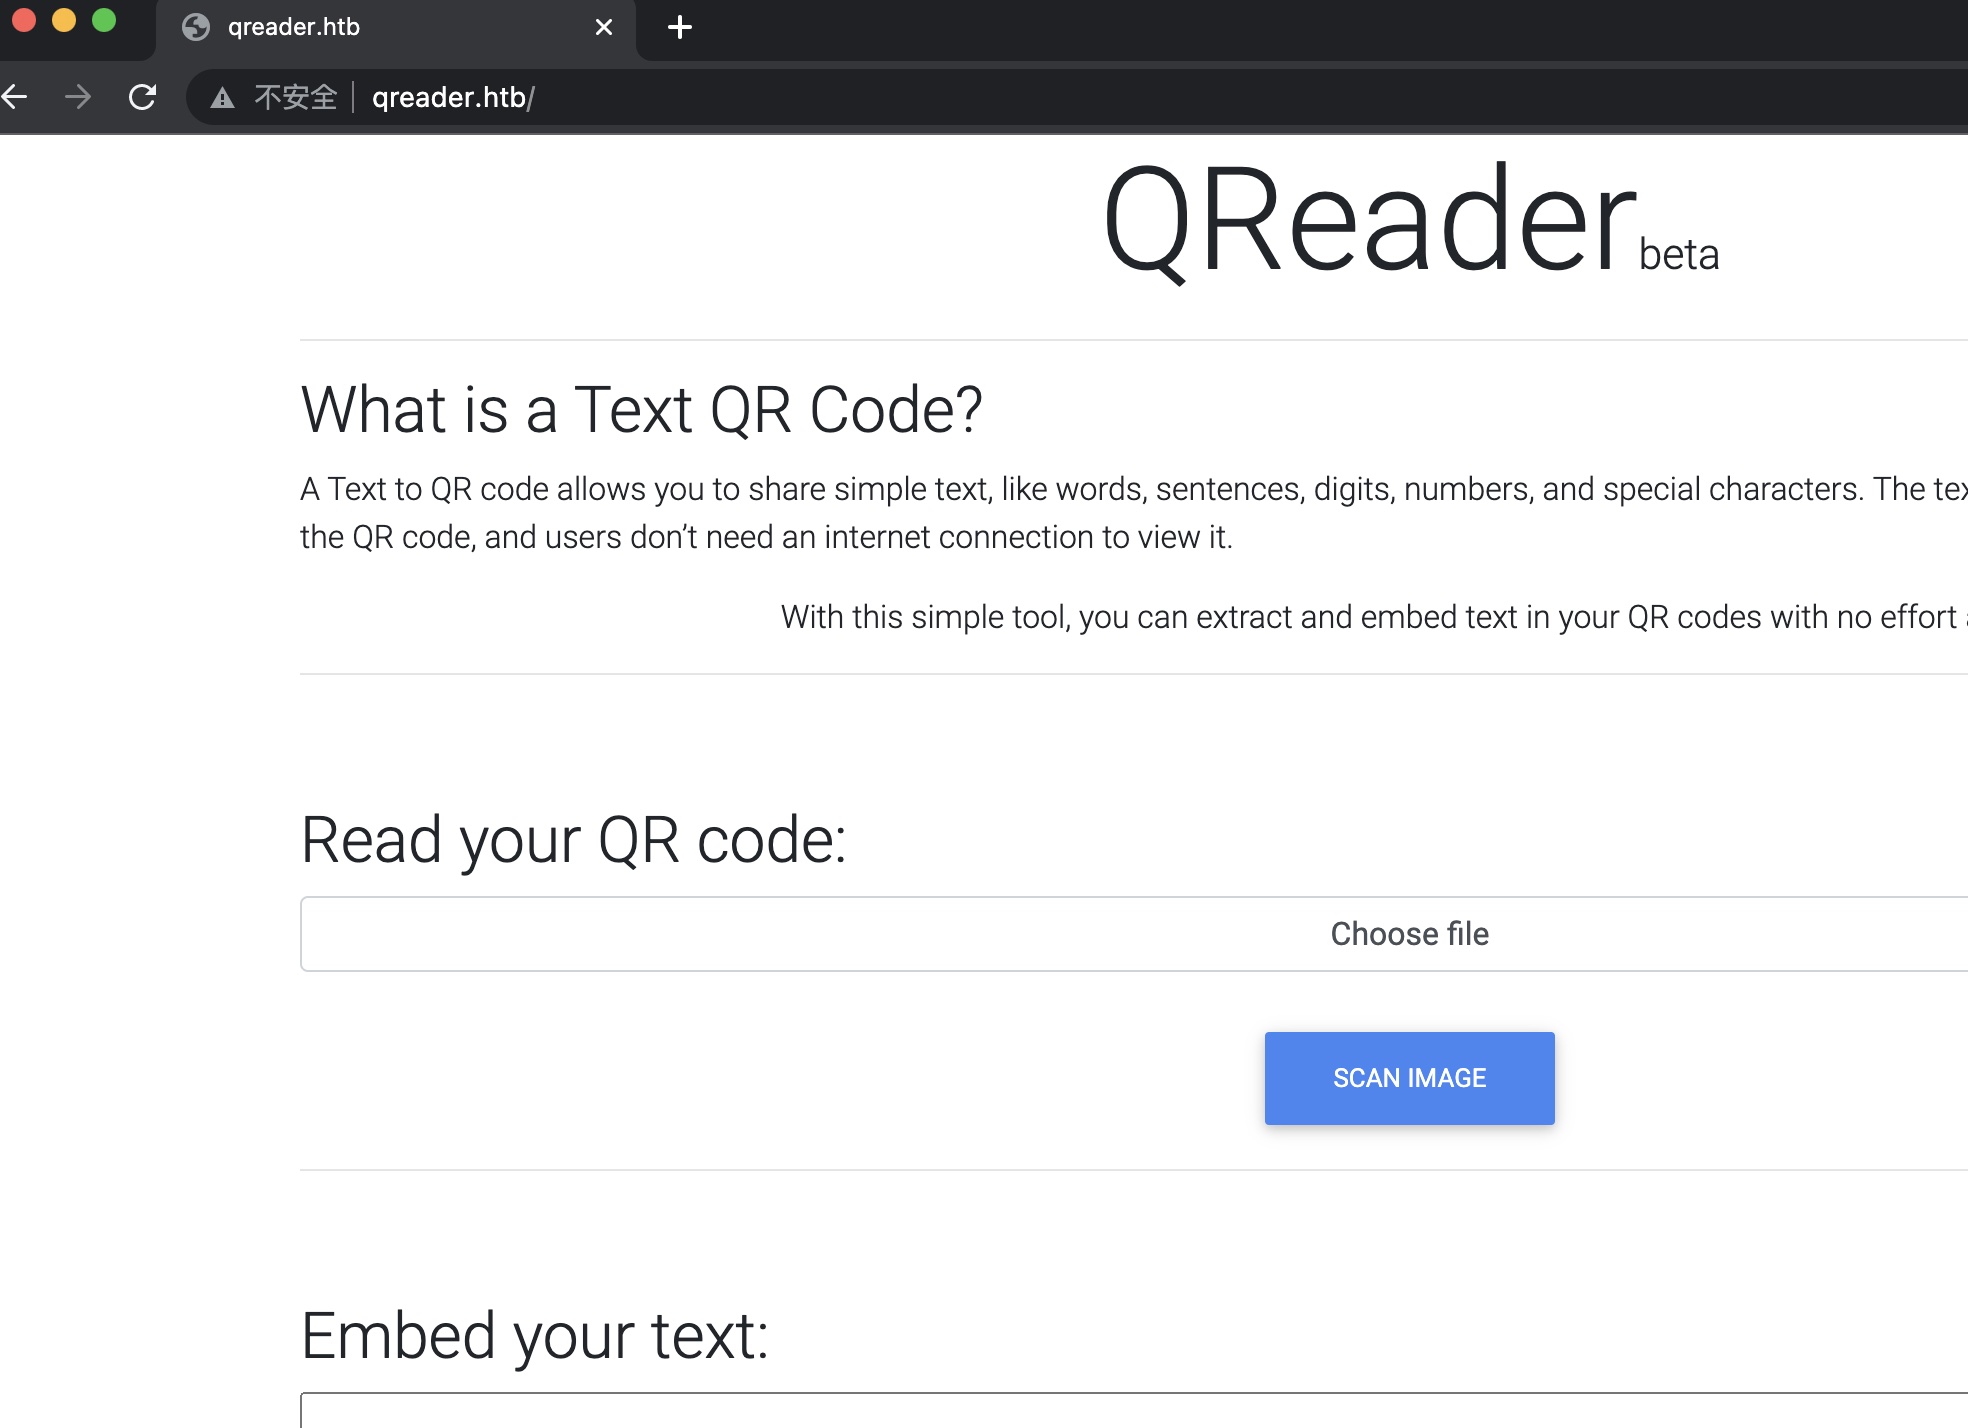 qreader.htb
不安全 qreader.htb/
QReader beta
What is a Text QR Code?
A Text to QR code allows you to share simple text, like words, sentences, digits, numbers, and special characters. The
the QR code, and users don’t need an internet connection to view it.
With this simple tool, you can extract and embed text in your QR codes with no effort
Read your QR code:
Choose file
SCAN IMAGE
Embed your text: